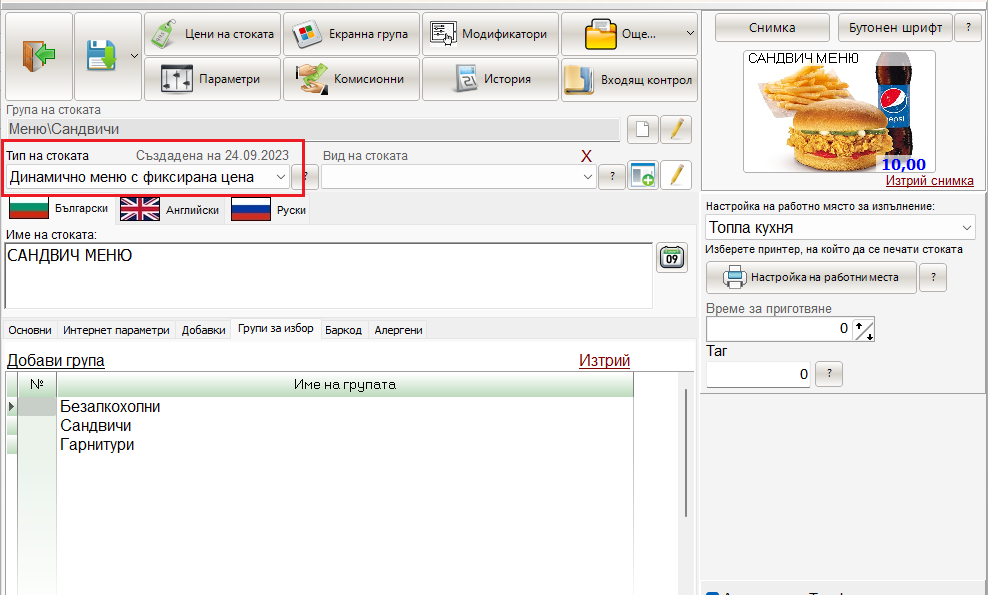 Цени на стоката
Екранна група
Модификатори
Още...
Параметри
Комисионни
История
Входящ контрол
Снимка
Бутонен шрифт
?
САНДВИЧ МЕНЮ
pepsi
10,00
Изтрий снимка
Група на стоката
Меню\Сандвичи
Тип на стоката
Създадена на 24.09.2023
Вид на стоката
X
Динамично меню с фиксирана цена
?
?
Български
Английски
Руски
Име на стоката:
САНДВИЧ МЕНЮ
09
Настройка на работно място за изпълнение:
Топла кухня
Изберете принтер, на който да се печати стоката
Настройка на работни места
?
Време за приготвяне
0
Таг
0
?
Основни
Интернет параметри
Добавки
Групи за избор
Баркод
Алергени
Добави група
Изтрий
№
Име на групата
Безалкохолни
Сандвичи
Гарнитури